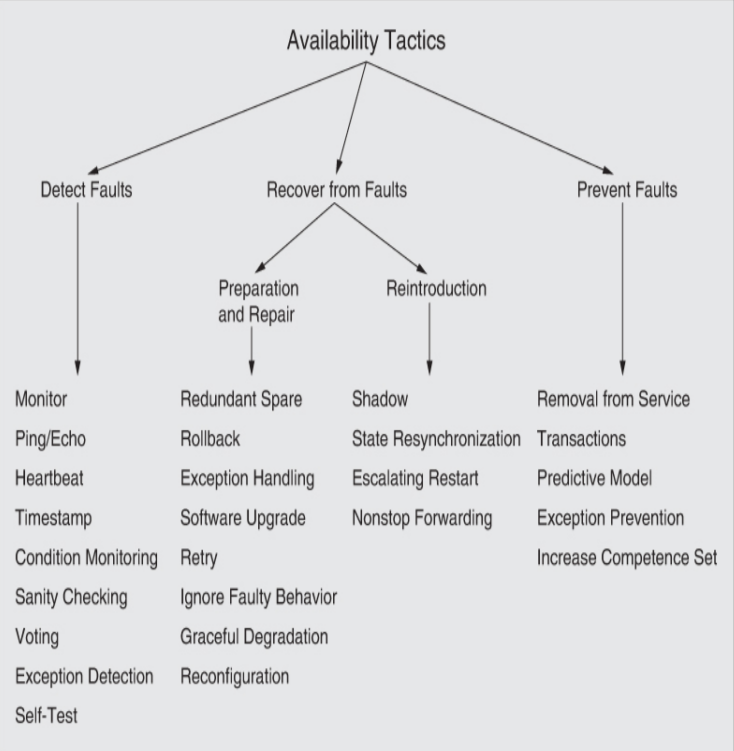 Availability Tactics
Detect Faults
Recover from Faults
Prevent Faults
Preparation
and Repair
Reintroduction
Monitor
Ping/Echo
Heartbeat
Timestamp
Condition Monitoring
Sanity Checking
Voting
Exception Detection
Self-Test
Redundant Spare
Rollback
Exception Handling
Software Upgrade
Retry
Ignore Faulty Behavior
Graceful Degradation
Reconfiguration
Shadow
State Resynchronization
Escalating Restart
Nonstop Forwarding
Removal from Service
Transactions
Predictive Model
Exception Prevention
Increase Competence Set